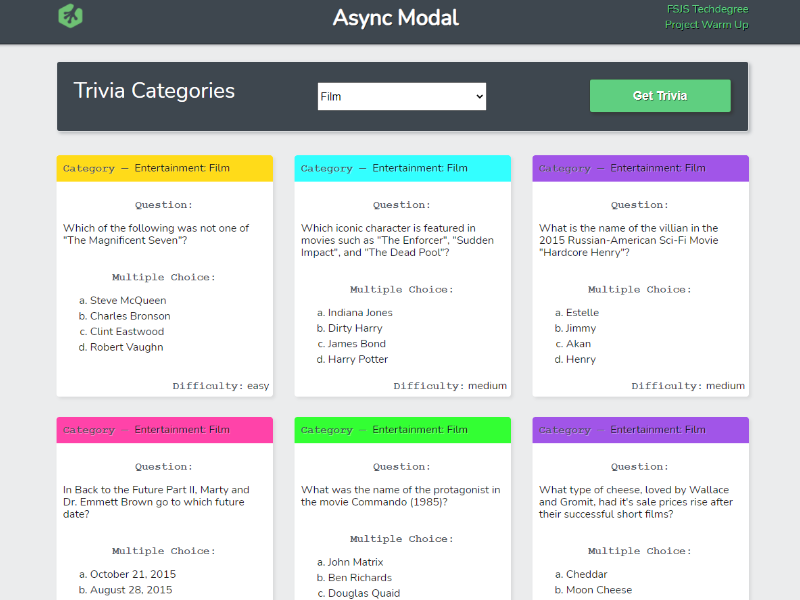 Async Modal
FSJS Techdegree
Project Warm Up
Trivia Categories
Film
Get Trivia
Category — Entertainment: Film
Question:
Which of the following was not one of
"The Magnificent Seven"?
Multiple Choice:
a. Steve McQueen
b. Charles Bronson
c. Clint Eastwood
d. Robert Vaughn
Difficulty: easy
Category — Entertainment: Film
Question:
Which iconic character is featured in
movies such as "The Enforcer", "Sudden
Impact", and "The Dead Pool"?
Multiple Choice:
a. Indiana Jones
b. Dirty Harry
c. James Bond
d. Harry Potter
Difficulty: medium
Category — Entertainment: Film
Question:
What is the name of the villian in the
2015 Russian-American Sci-Fi Movie
"Hardcore Henry"?
Multiple Choice:
a. Estelle
b. Jimmy
c. Akan
d. Henry
Difficulty: medium
Category — Entertainment: Film
Question:
In Back to the Future Part II, Marty and
Dr. Emmett Brown go to which future
date?
Multiple Choice:
a. October 21, 2015
b. August 28, 2015
Category — Entertainment: Film
Question:
What was the name of the protagonist in
the movie Commando (1985)?
Multiple Choice:
a. John Matrix
b. Ben Richards
c. Douglas Quaid
Category — Entertainment: Film
Question:
What type of cheese, loved by Wallace
and Gromit, had it's sale prices rise after
their successful short films?
Multiple Choice:
a. Cheddar
b. Moon Cheese